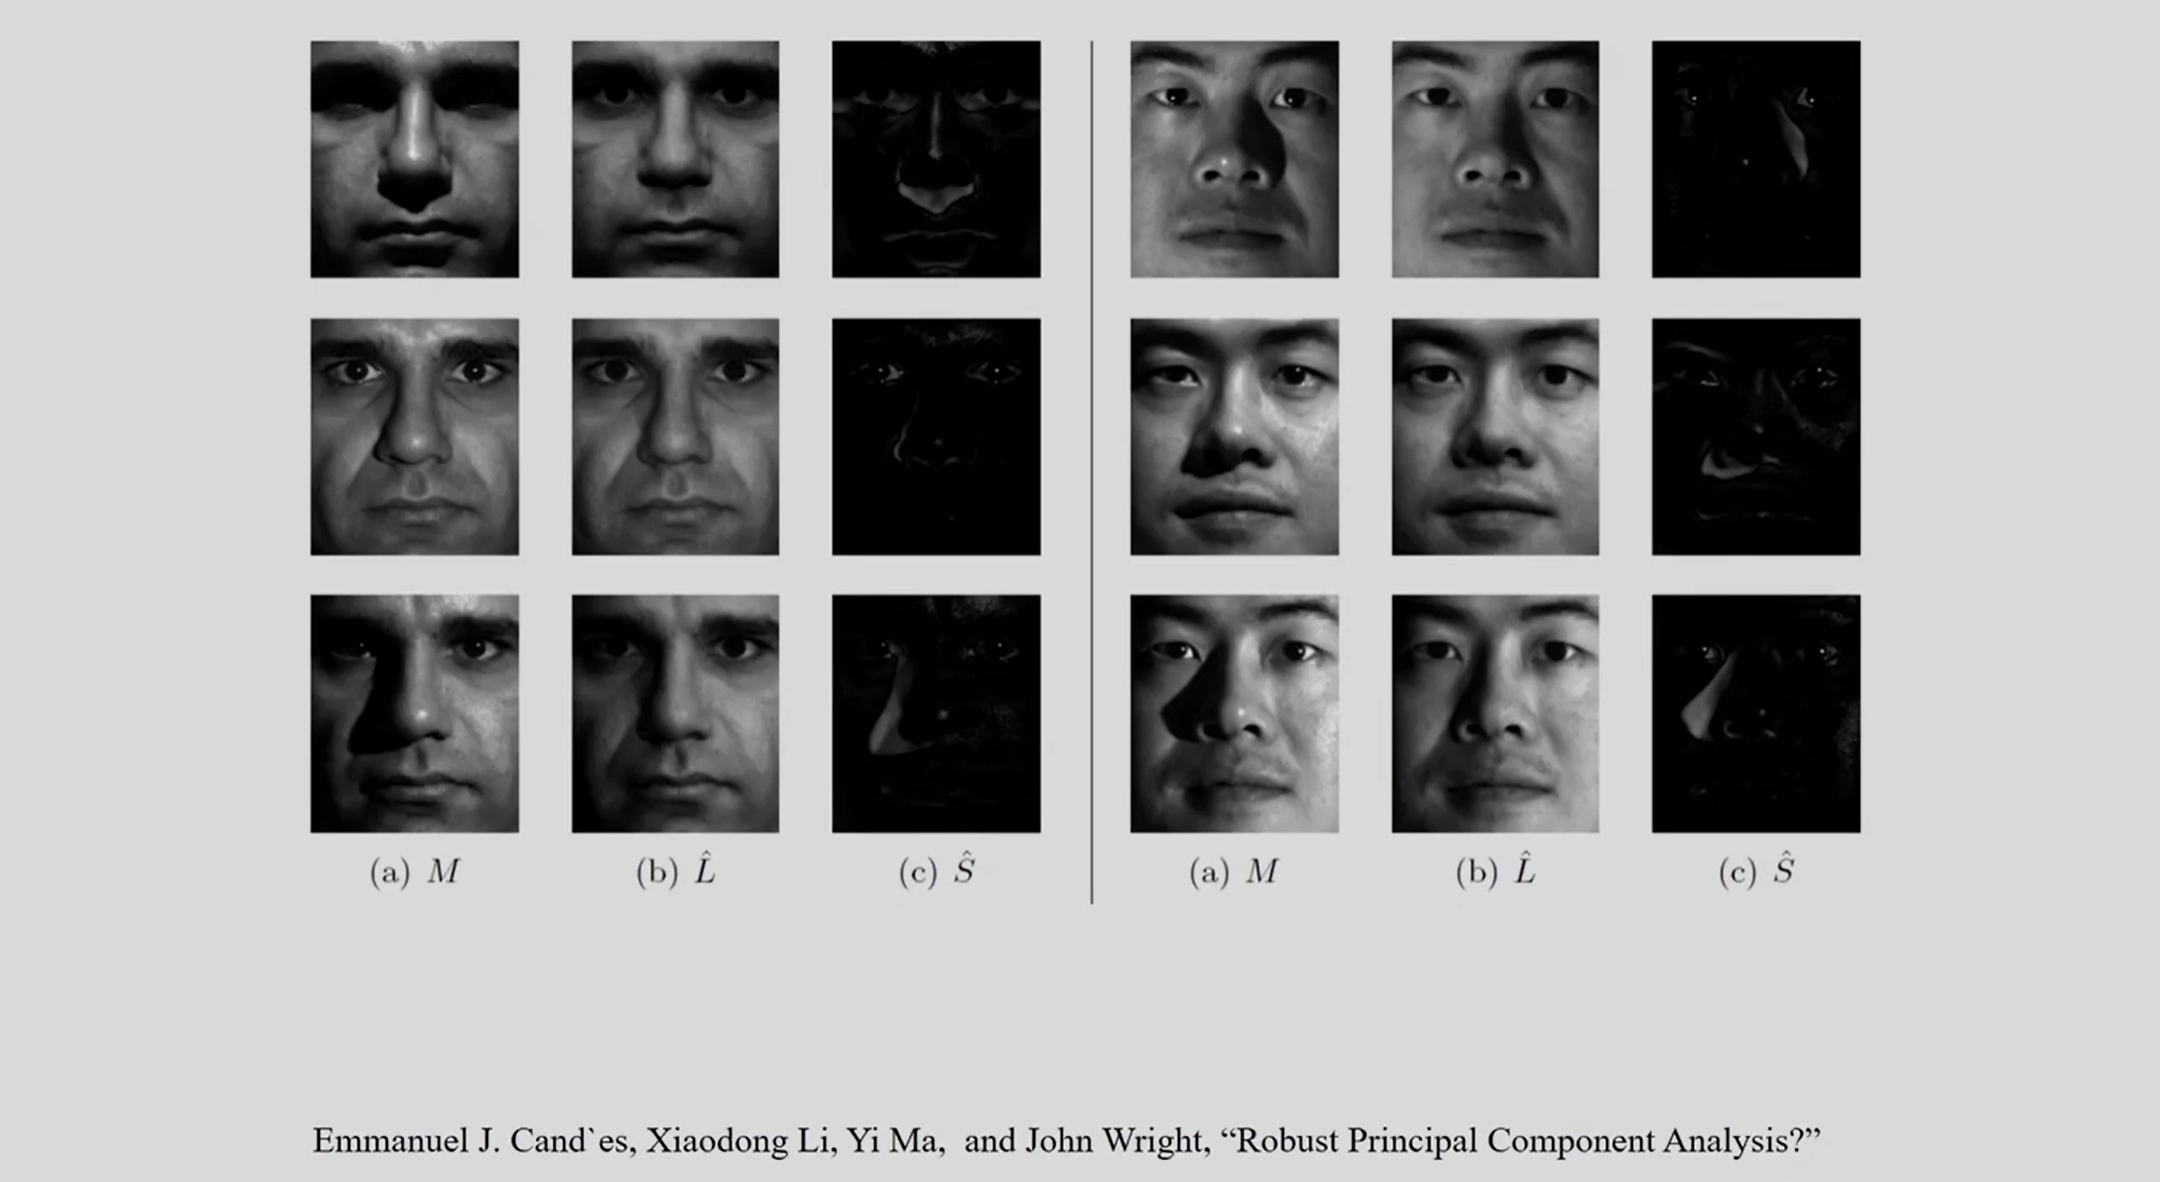 (a) M (b) L̂ (c) Ŝ (a) M (b) L̂ (c) Ŝ
Emmanuel J. Cand`es, Xiaodong Li, Yi Ma, and John Wright, “Robust Principal Component Analysis?”